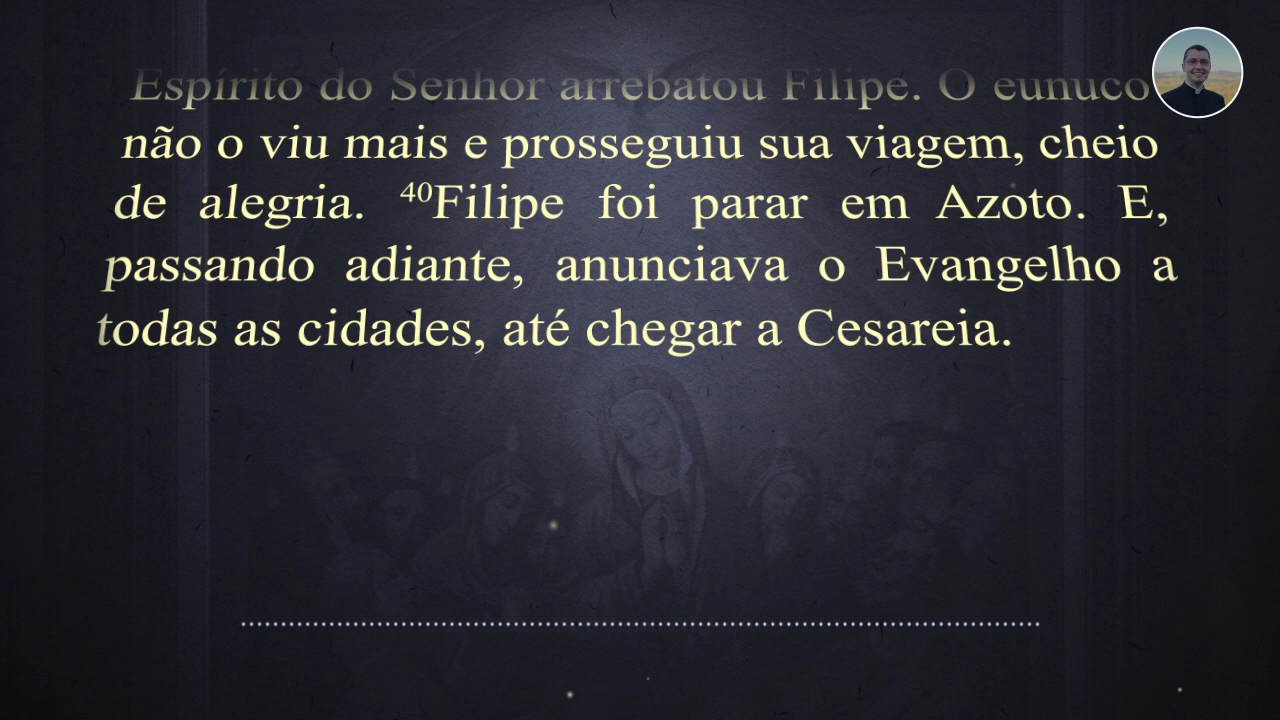 Espírito do Senhor arrebatou Filipe. O eunuco
não o viu mais e prosseguiu sua viagem, cheio
de alegria. ⁴⁰Filipe foi parar em Azoto. E,
passando adiante, anunciava o Evangelho a
todas as cidades, até chegar a Cesareia.